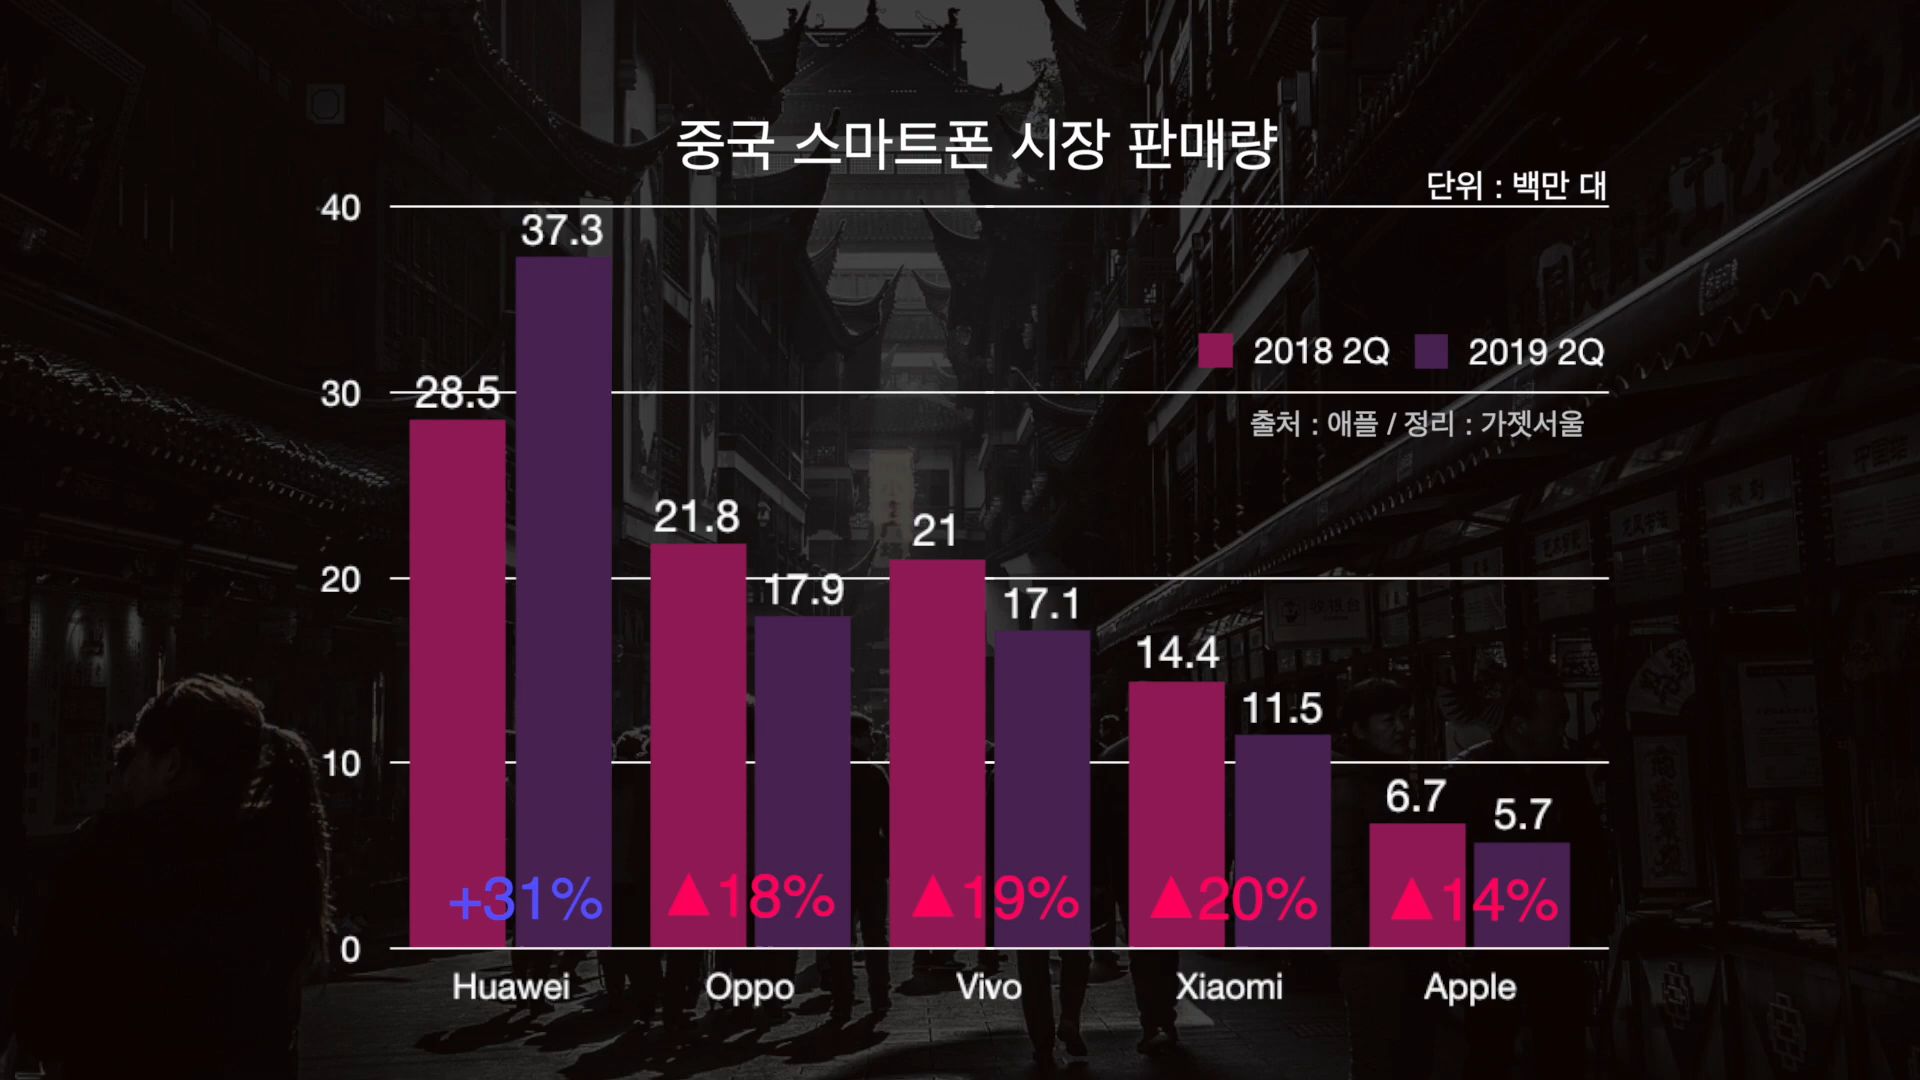 중국 스마트폰 시장 판매량
단위 : 백만 대
40
30
20
10
0
2018 2Q 2019 2Q
출처 : 애플 / 정리 : 가젯서울
28.5 37.3
21.8 17.9
21 17.1
14.4 11.5
6.7 5.7
+31% ▲18% ▲19% ▲20% ▲14%
Huawei Oppo Vivo Xiaomi Apple